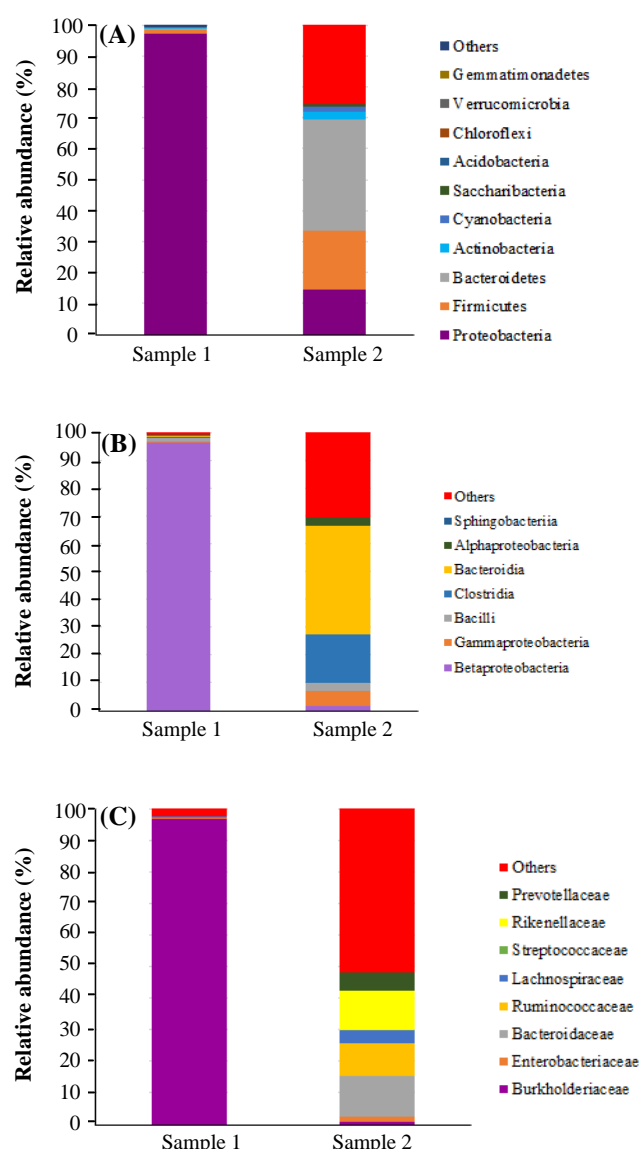 (A)
Relative abundance (%)
100
90
80
70
60
50
40
30
20
10
0
Sample 1
Sample 2
Others
Gemmatimonadetes
Verrucomicrobia
Chloroflexi
Acidobacteria
Saccharibacteria
Cyanobacteria
Actinobacteria
Bacteroidetes
Firmicutes
Proteobacteria
(B)
Relative abundance (%)
100
90
80
70
60
50
40
30
20
10
0
Sample 1
Sample 2
Others
Sphingobacteriia
Alphaproteobacteria
Bacteroidia
Clostridia
Bacilli
Gammaproteobacteria
Betaproteobacteria
(C)
Relative abundance (%)
100
90
80
70
60
50
40
30
20
10
0
Sample 1
Sample 2
Others
Prevotellaceae
Rikenellaceae
Streptococcaceae
Lachnospiraceae
Ruminococcaceae
Bacteroidaceae
Enterobacteriaceae
Burkholderiaceae